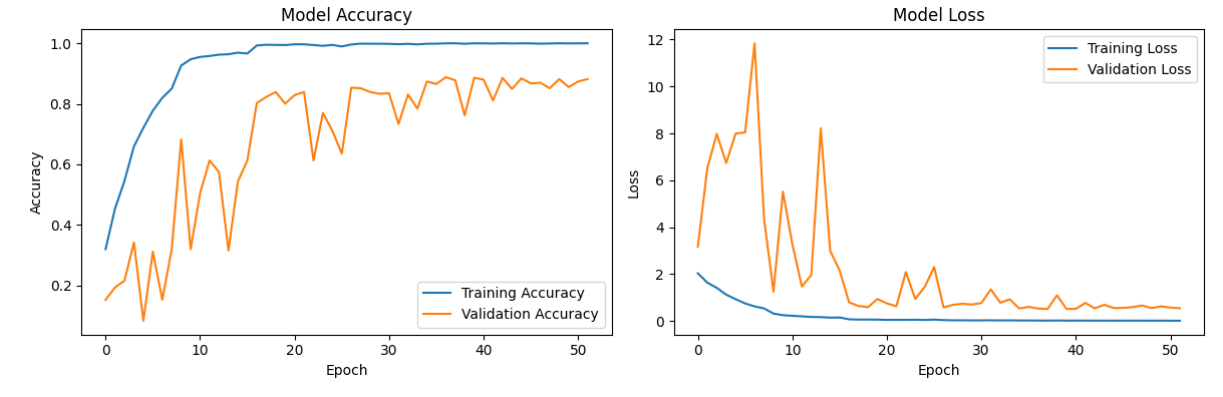 Model Accuracy
1.0
0.8
0.6
0.4
0.2
Accuracy
0 10 20 30 40 50
Epoch
Training Accuracy
Validation Accuracy
Model Loss
12
10
8
6
4
2
0
Loss
0 10 20 30 40 50
Epoch
Training Loss
Validation Loss